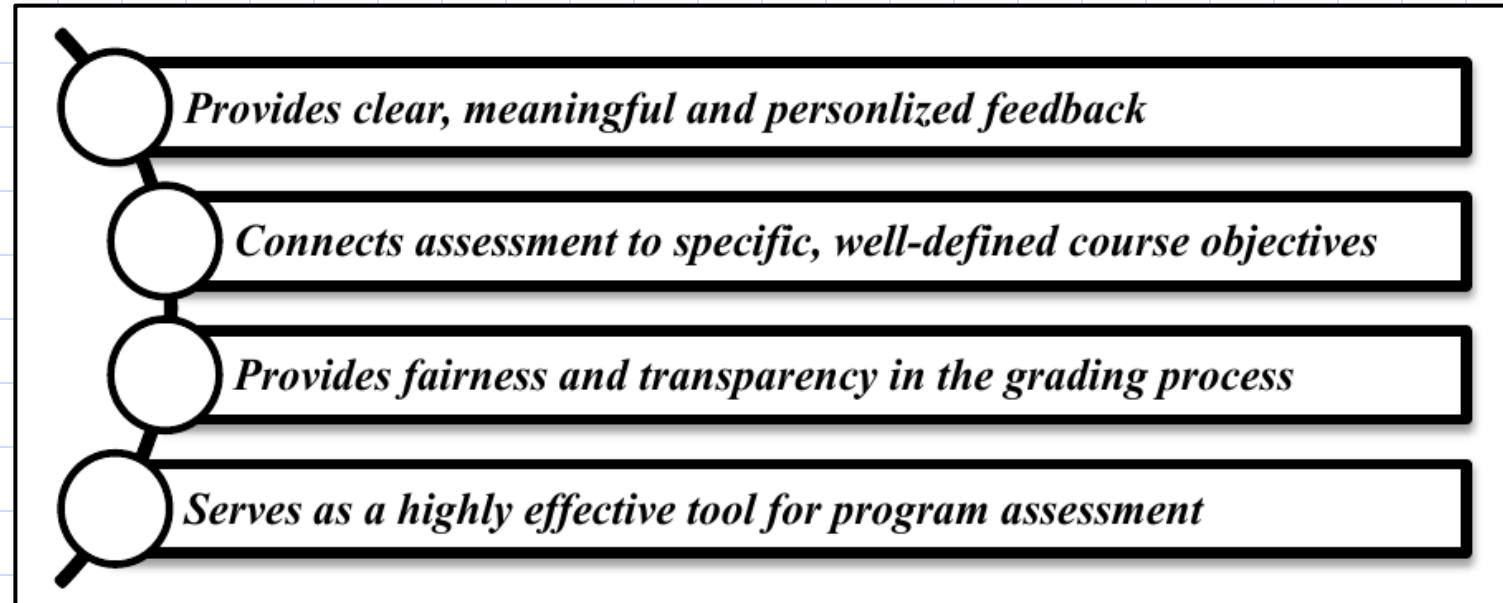 Provides clear, meaningful and personlized feedback
Connects assessment to specific, well-defined course objectives
Provides fairness and transparency in the grading process
Serves as a highly effective tool for program assessment